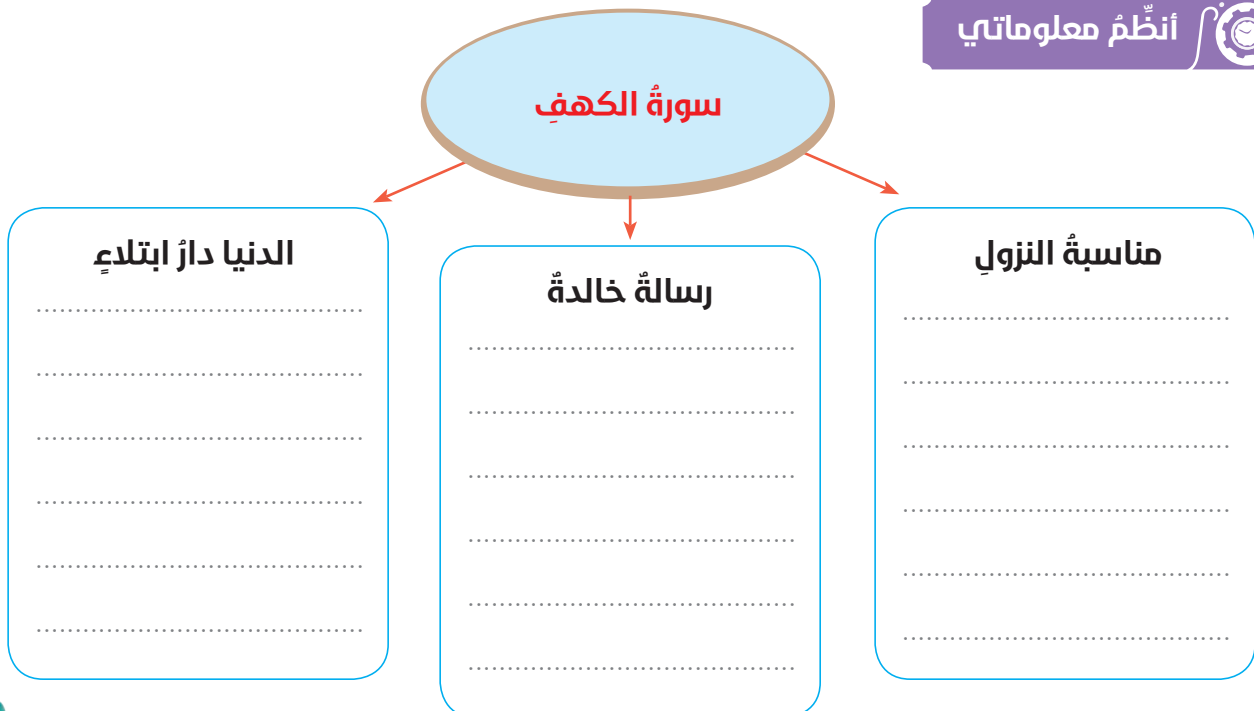 أنظِّمُ معلوماتي
سورةُ الكهفِ
مناسبةُ النزولِ
رسالةٌ خالدةٌ
الدنيا دارُ ابتلاءٍ